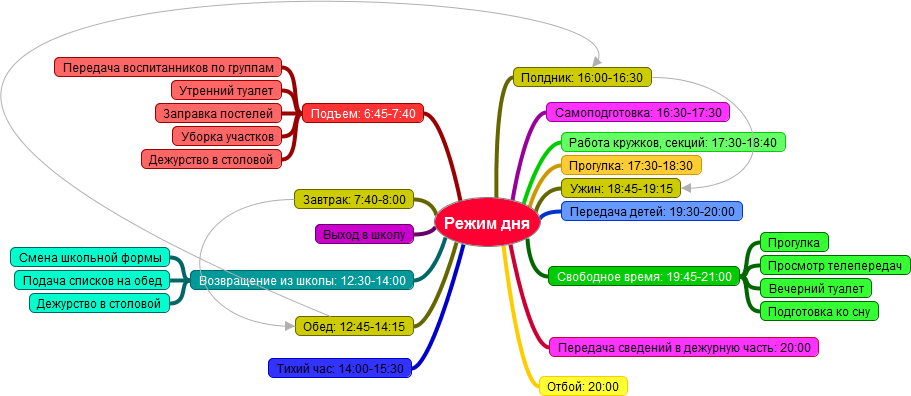 Режим дня
Подъем: 6:45-7:40
Передача воспитанников по группам
Утренний туалет
Заправка постелей
Уборка участков
Дежурство в столовой
Завтрак: 7:40-8:00
Выход в школу
Возвращение из школы: 12:30-14:00
Смена школьной формы
Подача списков на обед
Дежурство в столовой
Обед: 12:45-14:15
Тихий час: 14:00-15:30
Полдник: 16:00-16:30
Самоподготовка: 16:30-17:30
Работа кружков, секций: 17:30-18:40
Прогулка: 17:30-18:30
Ужин: 18:45-19:15
Передача детей: 19:30-20:00
Свободное время: 19:45-21:00
Прогулка
Просмотр телепередач
Вечерний туалет
Подготовка ко сну
Передача сведений в дежурную часть: 20:00
Отбой: 20:00